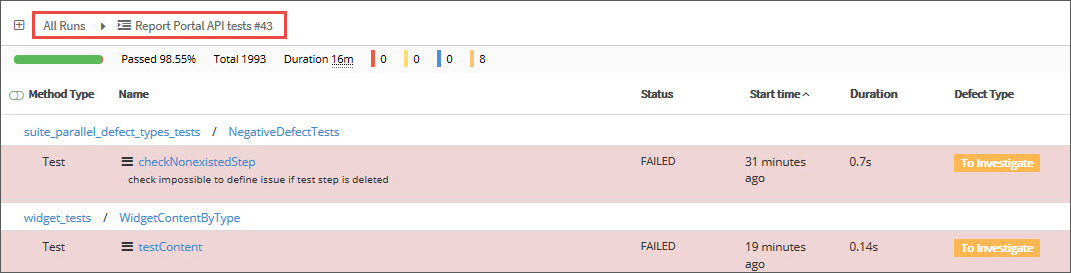 All Runs Report Portal API tests #43
Passed 98.55% Total 1993 Duration 16m 0 0 0 8
Method Type Name Status Start time Duration Defect Type
suite_parallel_defect_types_tests / NegativeDefectTests
Test checkNonexistedStep FAILED 31 minutes ago 0.7s To Investigate
check impossible to define issue if test step is deleted
widget_tests / WidgetContentByType
Test testContent FAILED 19 minutes ago 0.14s To Investigate